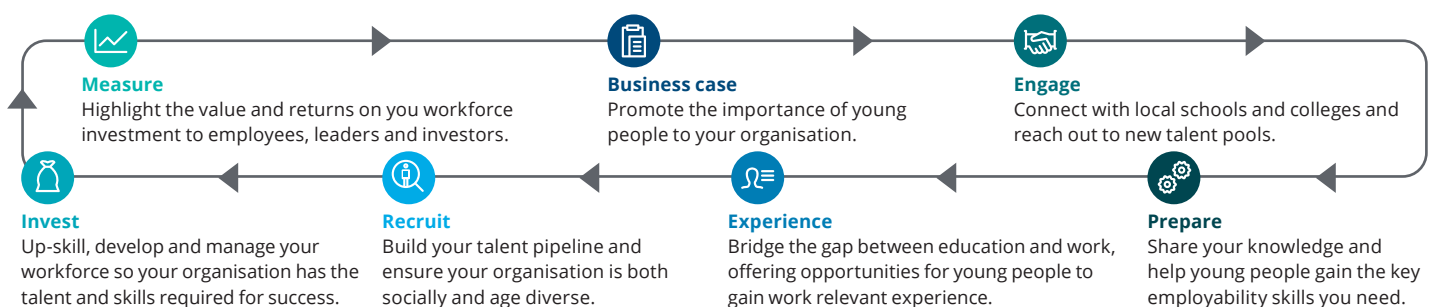 Measure
Highlight the value and returns on you workforce
investment to employees, leaders and investors.
Business case
Promote the importance of young
people to your organisation.
Engage
Connect with local schools and colleges and
reach out to new talent pools.
Invest
Up-skill, develop and manage your
workforce so your organisation has the
talent and skills required for success.
Recruit
Build your talent pipeline and
ensure your organisation is both
socially and age diverse.
Experience
Bridge the gap between education and work,
offering opportunities for young people to
gain work relevant experience.
Prepare
Share your knowledge and
help young people gain the key
employability skills you need.